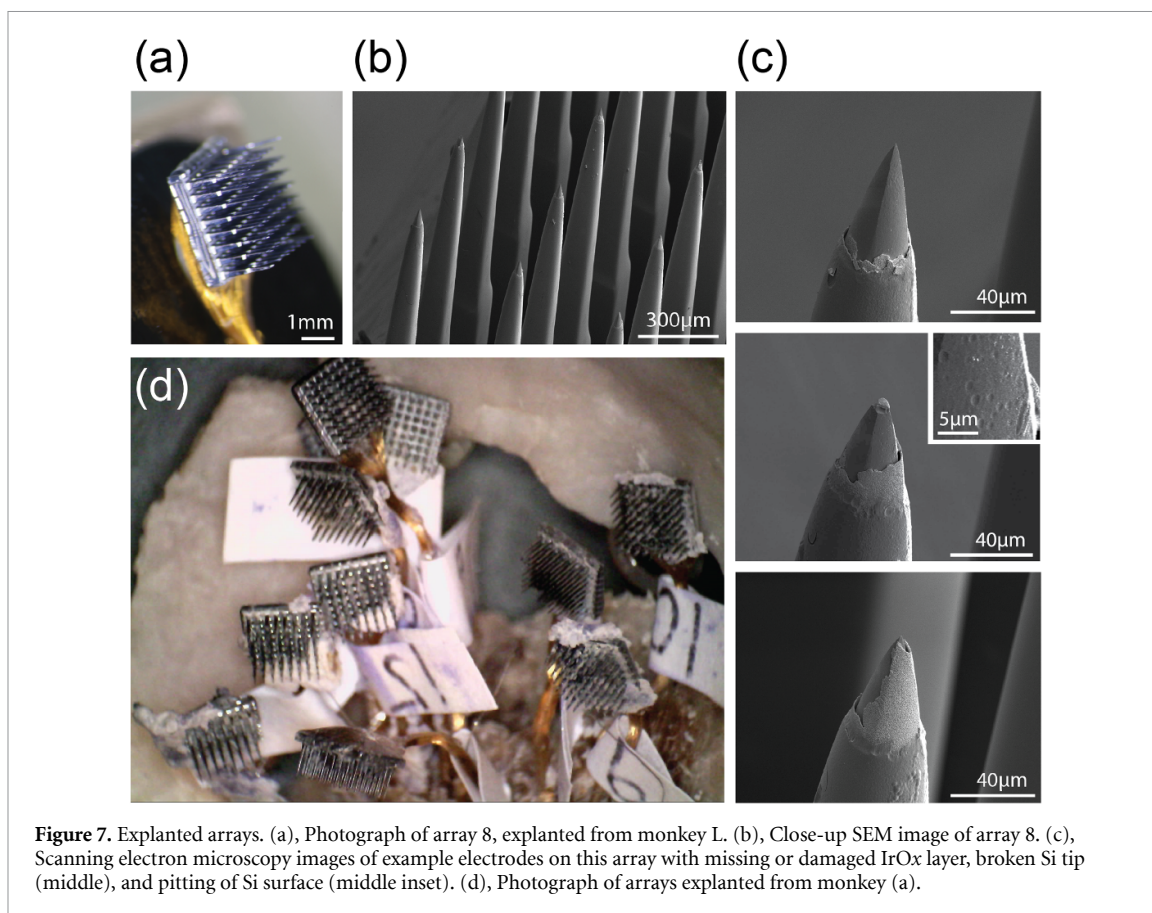 (a)
(b)
(c)
1mm
300µm
40µm
5µm
40µm
(d)
40µm
Figure 7. Explanted arrays. (a), Photograph of array 8, explanted from monkey L. (b), Close-up SEM image of array 8. (c),
Scanning electron microscopy images of example electrodes on this array with missing or damaged IrOx layer, broken Si tip
(middle), and pitting of Si surface (middle inset). (d), Photograph of arrays explanted from monkey (a).